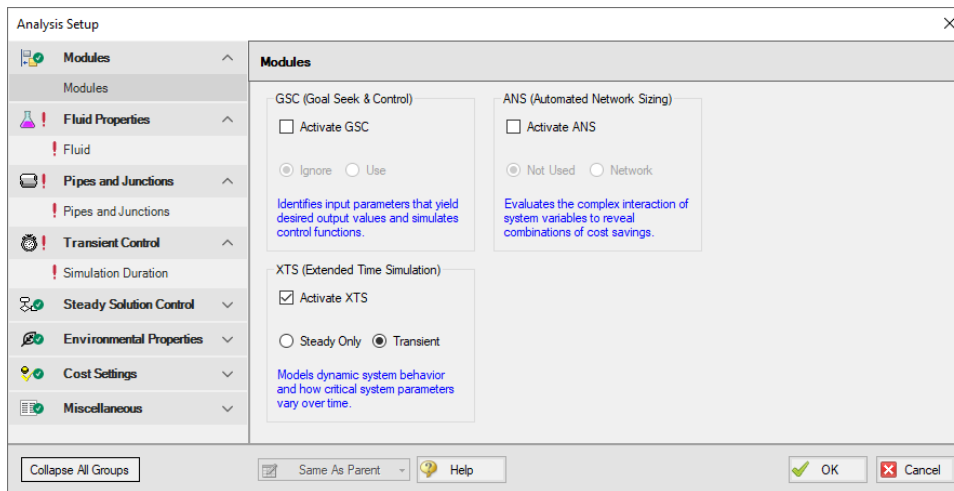 Analysis Setup
Modules
Modules
Fluid Properties
Fluid
Pipes and Junctions
Pipes and Junctions
Transient Control
Simulation Duration
Steady Solution Control
Environmental Properties
Cost Settings
Miscellaneous
Modules
GSC (Goal Seek & Control)
Activate GSC
Ignore
Use
Identifies input parameters that yield
desired output values and simulates
control functions.
ANS (Automated Network Sizing)
Activate ANS
Not Used
Network
Evaluates the complex interaction of
system variables to reveal
combinations of cost savings.
XTS (Extended Time Simulation)
Activate XTS
Steady Only
Transient
Models dynamic system behavior
and how critical system parameters
vary over time.
Collapse All Groups
Same As Parent
Help
OK
Cancel